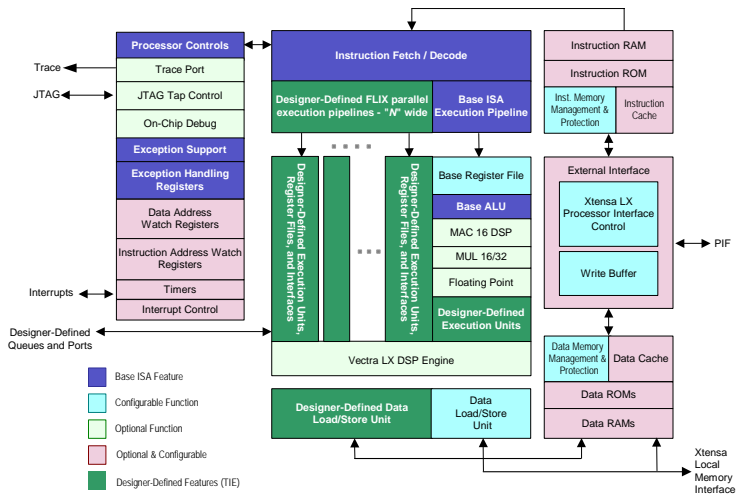 Processor Controls
Trace Port
JTAG Tap Control
On-Chip Debug
Exception Support
Exception Handling
Registers
Data Address
Watch Registers
Instruction Address Watch
Registers
Timers
Interrupt Control
Trace
JTAG
Interrupts
Designer-Defined
Queues and Ports
Instruction Fetch / Decode
Designer-Defined FLIX parallel
execution pipelines - "N" wide
Base ISA
Execution Pipeline
Designer-Defined Execution Units,
Register Files, and Interfaces
Designer-Defined Execution Units,
Register Files, and Interfaces
Base Register File
Base ALU
MAC 16 DSP
MUL 16/32
Floating Point
Designer-Defined
Execution Units
Vectra LX DSP Engine
Designer-Defined Data
Load/Store Unit
Data
Load/Store
Unit
Instruction RAM
Instruction ROM
Inst. Memory
Management &
Protection
Instruction
Cache
External Interface
Xtensa LX
Processor Interface
Control
Write Buffer
PIF
Data Memory
Management &
Protection
Data Cache
Data ROMs
Data RAMs
Xtensa
Local
Memory
Interface
Base ISA Feature
Configurable Function
Optional Function
Optional & Configurable
Designer-Defined Features (TIE)